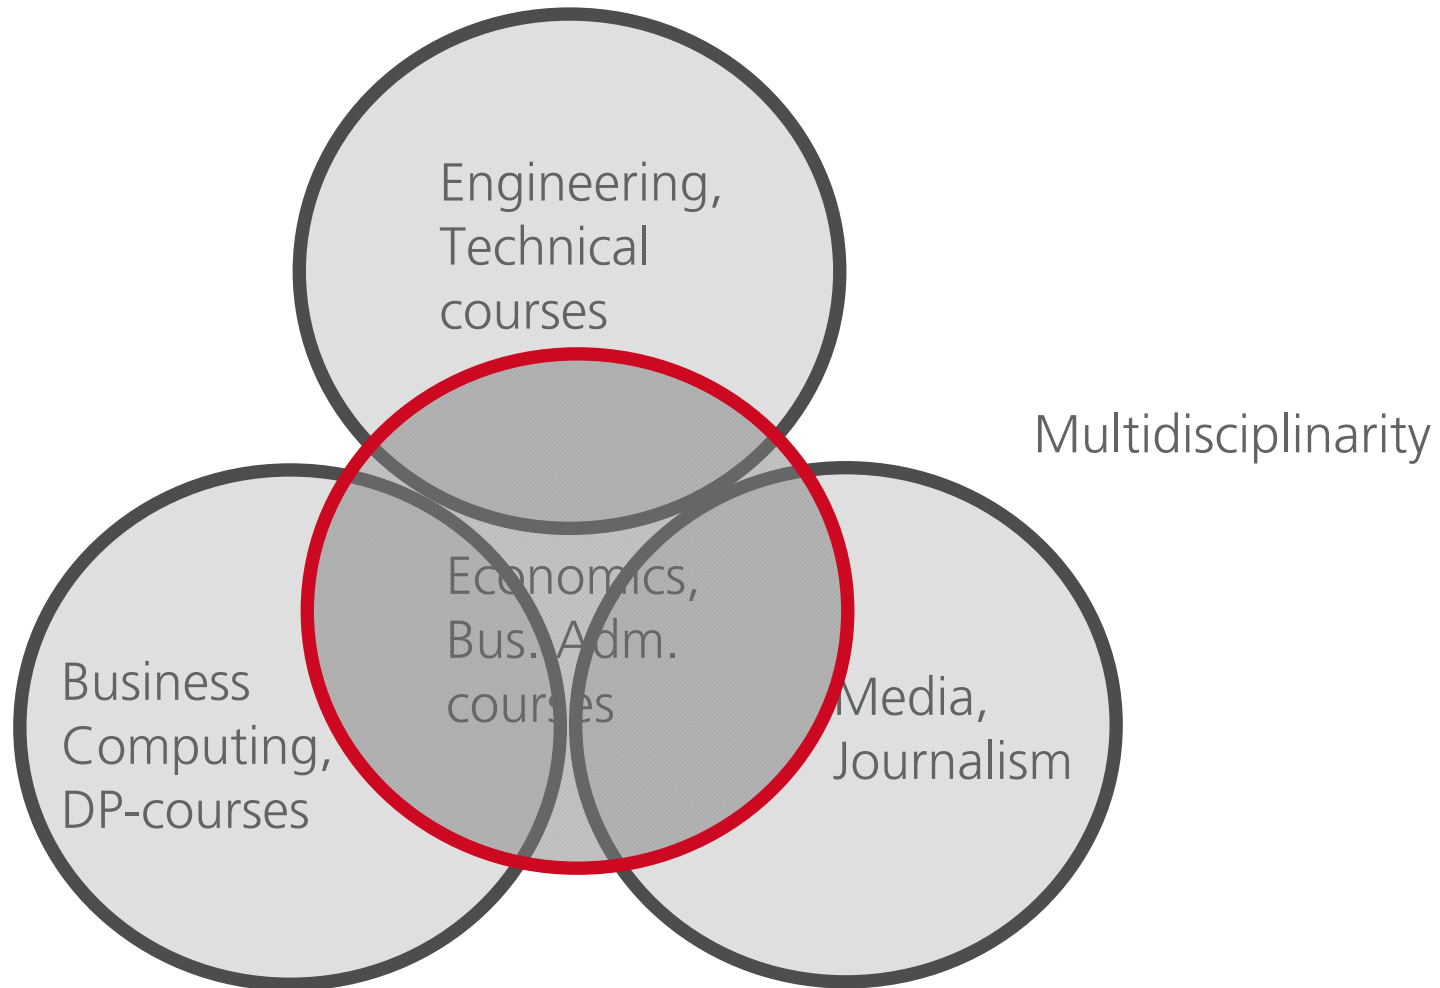 Engineering,
Technical
courses
Multidisciplinarity
Economics,
Bus. Adm.
courses
Business
Computing,
DP-courses
Media,
Journalism